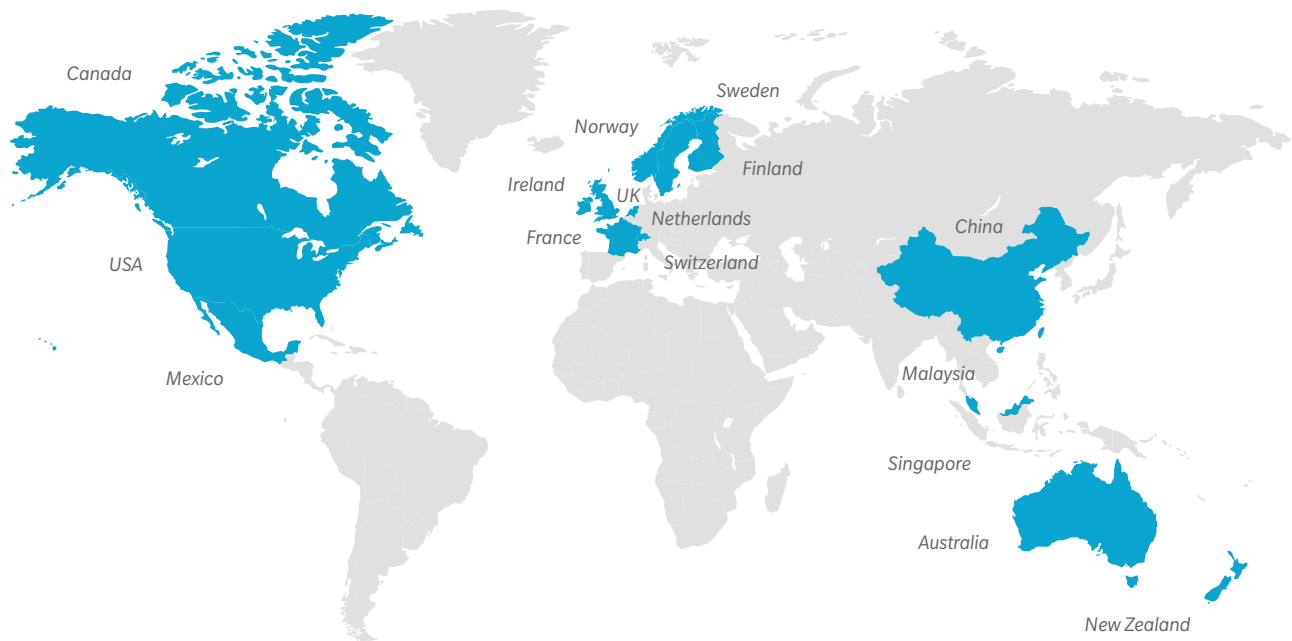 Canada
Sweden
Norway
Finland
Ireland
UK
Netherlands
China
France
Switzerland
USA
Malaysia
Mexico
Singapore
Australia
New Zealand